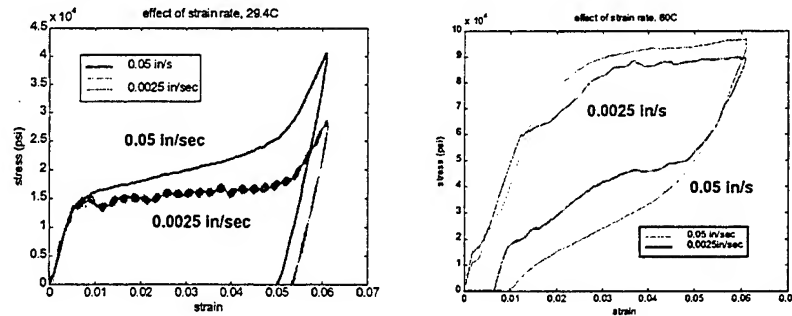 effect of strain rate, 29.4C
x 10⁴
4.5
4
3.5
3
2.5
2
1.5
1
0.5
0
stress (psi)
0.05 in/s
0.0025 in/sec
0.05 in/sec
0.0025 in/sec
0 0.01 0.02 0.03 0.04 0.05 0.06 0.07
strain
effect of strain rate, 60C
x 10⁴
10
9
8
7
6
5
4
3
2
1
0
stress (psi)
0.0025 in/s
0.05 in/s
0.05 in/sec
0.0025in/sec
0 0.01 0.02 0.03 0.04 0.05 0.06 0.07
strain